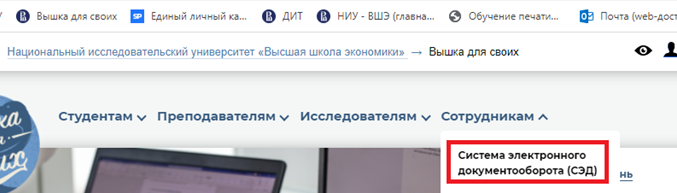 Вышка для своих Единый личный ка... ДИТ НИУ - ВШЭ (главна... Обучение печати... Почта (web-дост
Национальный исследовательский университет «Высшая школа экономики» → Вышка для своих
Студентам Преподавателям Исследователям Сотрудникам
Система электронного
документооборота (СЭД)
нь